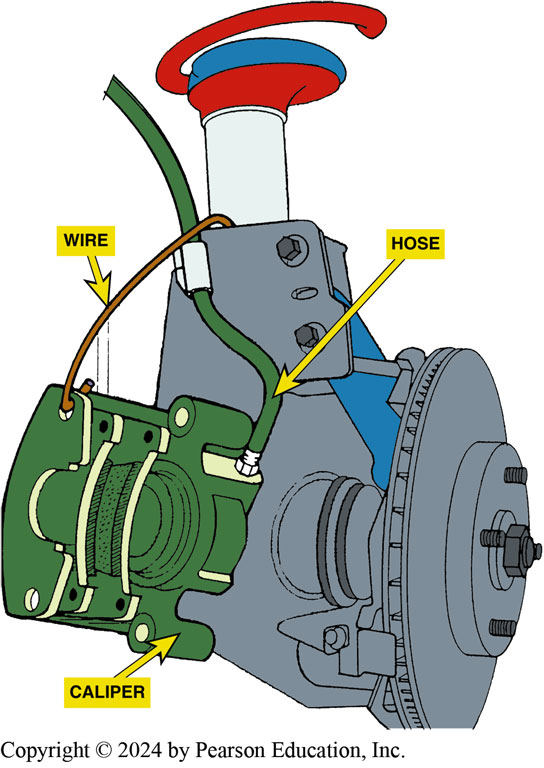 WIRE
HOSE
CALIPER
Copyright © 2024 by Pearson Education, Inc.